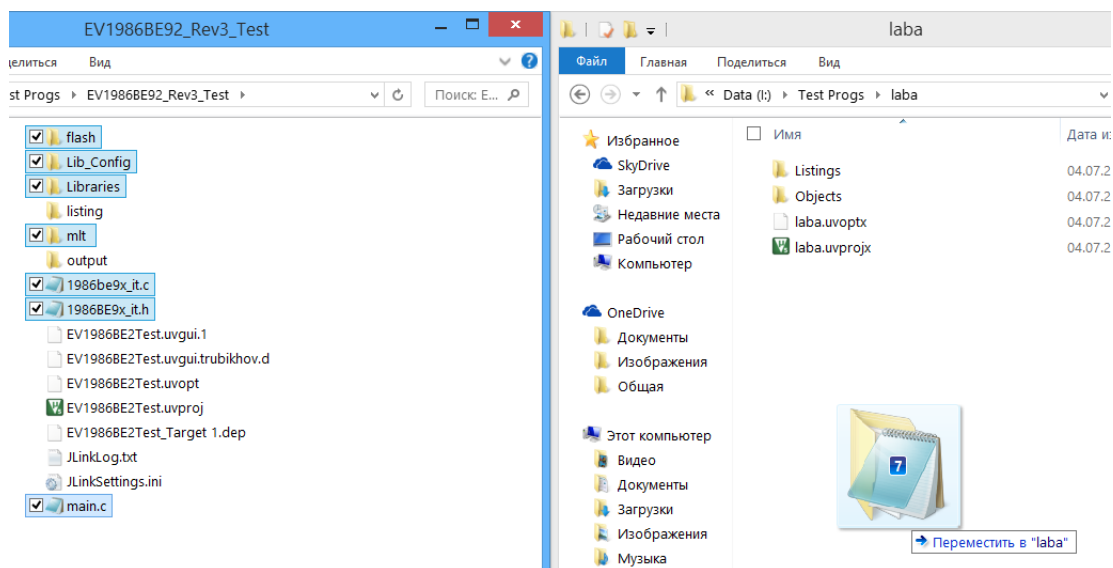 EV1986BE92_Rev3_Test
елиться Вид
st Progs EV1986BE92_Rev3_Test Поиск: E...
flash
Lib_Config
Libraries
listing
mlt
output
1986be9x_it.c
1986BE9x_it.h
EV1986BE2Test.uvgui.1
EV1986BE2Test.uvgui.trubikhov.d
EV1986BE2Test.uvopt
EV1986BE2Test.uvproj
EV1986BE2Test_Target 1.dep
JLinkLog.txt
JLinkSettings.ini
main.c
laba
Файл Главная Поделиться Вид
« Data (I:) Test Progs laba
Избранное
SkyDrive
Загрузки
Недавние места
Рабочий стол
Компьютер
OneDrive
Документы
Изображения
Общая
Этот компьютер
Видео
Документы
Загрузки
Изображения
Музыка
Имя Дата из
Listings 04.07.2
Objects 04.07.2
laba.uvoptx 04.07.2
laba.uvprojx 04.07.2
7
Переместить в "laba"